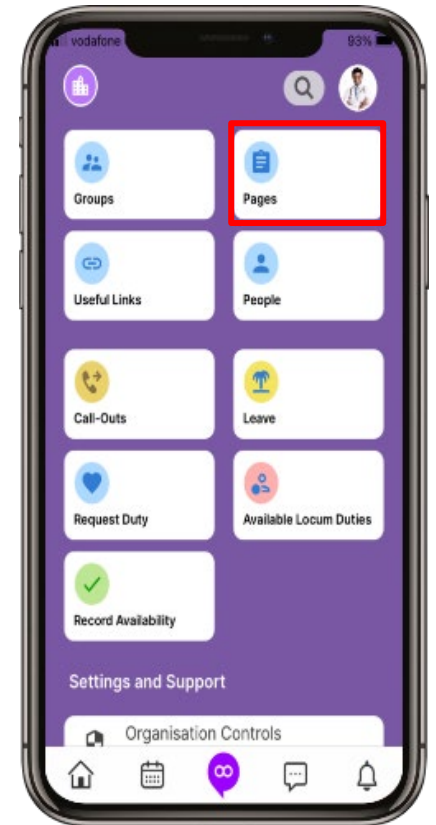 vodafone 93%
Groups Pages
Useful Links People
Call-Outs Leave
Request Duty Available Locum Duties
Record Availability
Settings and Support
Organisation Controls